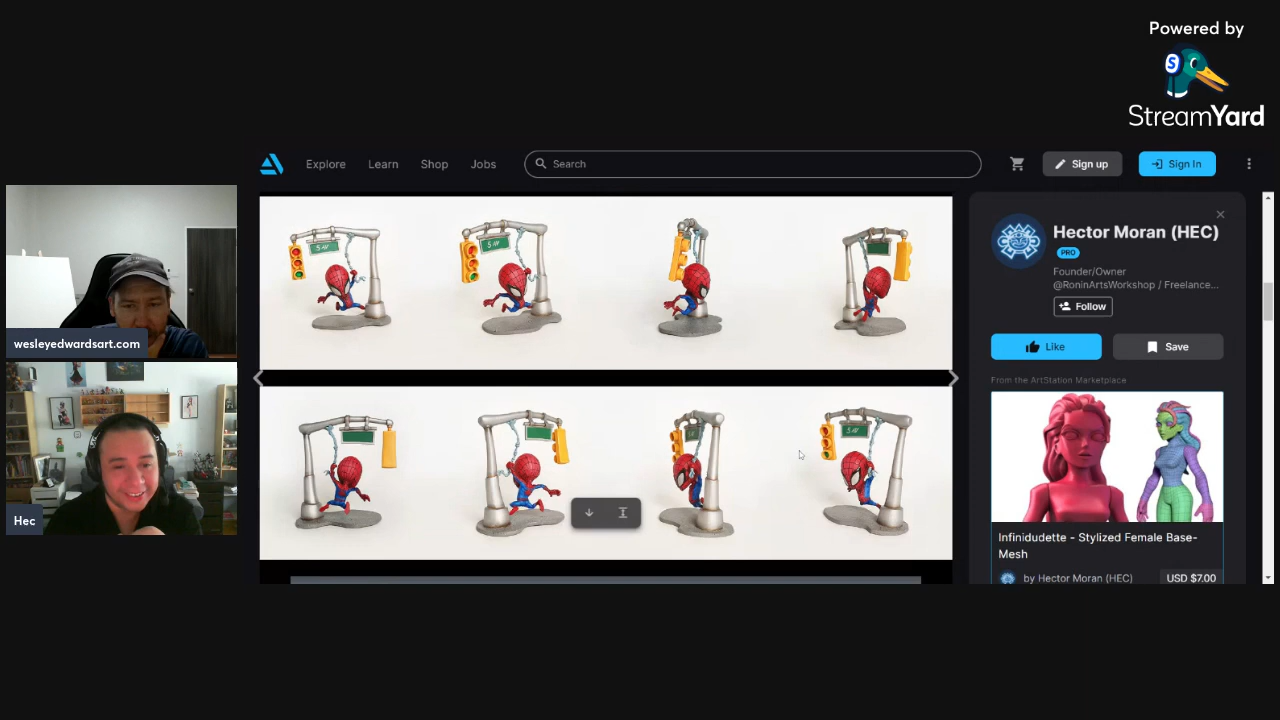 Powered by
StreamYard
Explore
Learn
Shop
Jobs
Search
Sign up
Sign In
Hector Moran (HEC)
PRO
Founder/Owner
@RoninArtsWorkshop / Freelance...
Follow
Like
Save
From the ArtStation Marketplace
Infinidudette - Stylized Female Base-
Mesh
by Hector Moran (HEC)
USD $7.00
wesleyedwardsart.com
Hec